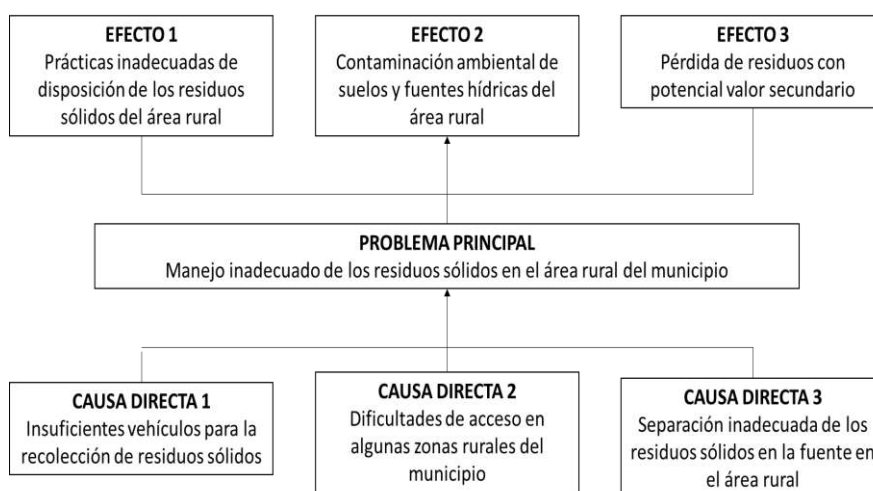 EFECTO 1
Prácticas inadecuadas de
disposición de los residuos
sólidos del área rural
EFECTO 2
Contaminación ambiental de
suelos y fuentes hídricas del
área rural
EFECTO 3
Pérdida de residuos con
potencial valor secundario
PROBLEMA PRINCIPAL
Manejo inadecuado de los residuos sólidos en el área rural del municipio
CAUSA DIRECTA 1
Insuficientes vehículos para la
recolección de residuos sólidos
CAUSA DIRECTA 2
Dificultades de acceso en
algunas zonas rurales del
municipio
CAUSA DIRECTA 3
Separación inadecuada de los
residuos sólidos en la fuente en
el área rural